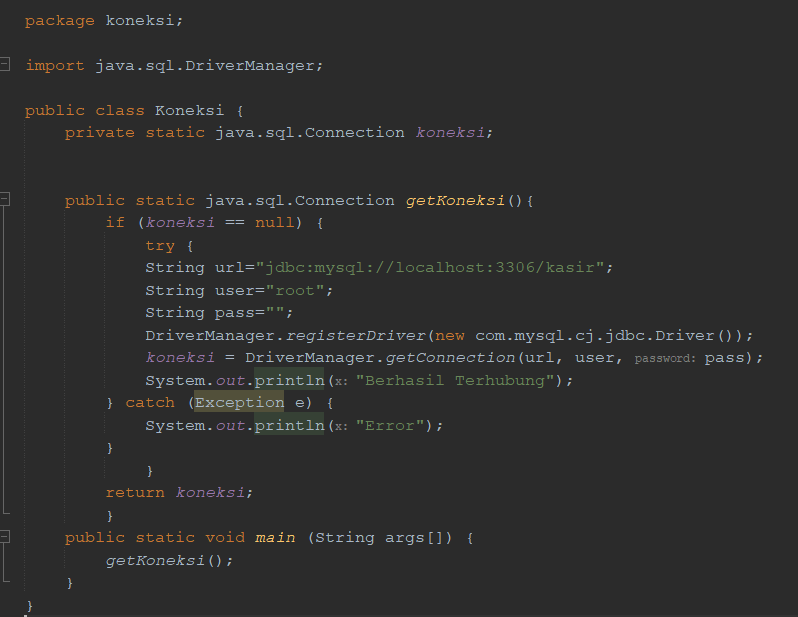 package koneksi;
import java.sql.DriverManager;
public class Koneksi {
private static java.sql.Connection koneksi;
public static java.sql.Connection getKoneksi(){
if (koneksi == null) {
try {
String url="jdbc:mysql://localhost:3306/kasir";
String user="root";
String pass="";
DriverManager.registerDriver(new com.mysql.cj.jdbc.Driver());
koneksi = DriverManager.getConnection(url, user, password: pass);
System.out.println(x: "Berhasil Terhubung");
} catch (Exception e) {
System.out.println(x: "Error");
}
}
return koneksi;
}
public static void main (String args[]) {
getKoneksi();
}
}